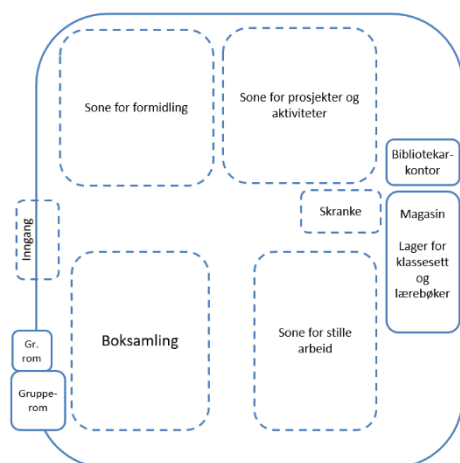 Sone for formidling
Sone for prosjekter og
aktiviteter
Bibliotekar-
kontor
Inngang
Skranke
Magasin
Lager for
klassesett
og
lærebøker
Boksamling
Sone for stille
arbeid
Gr.
rom
Gruppe-
rom